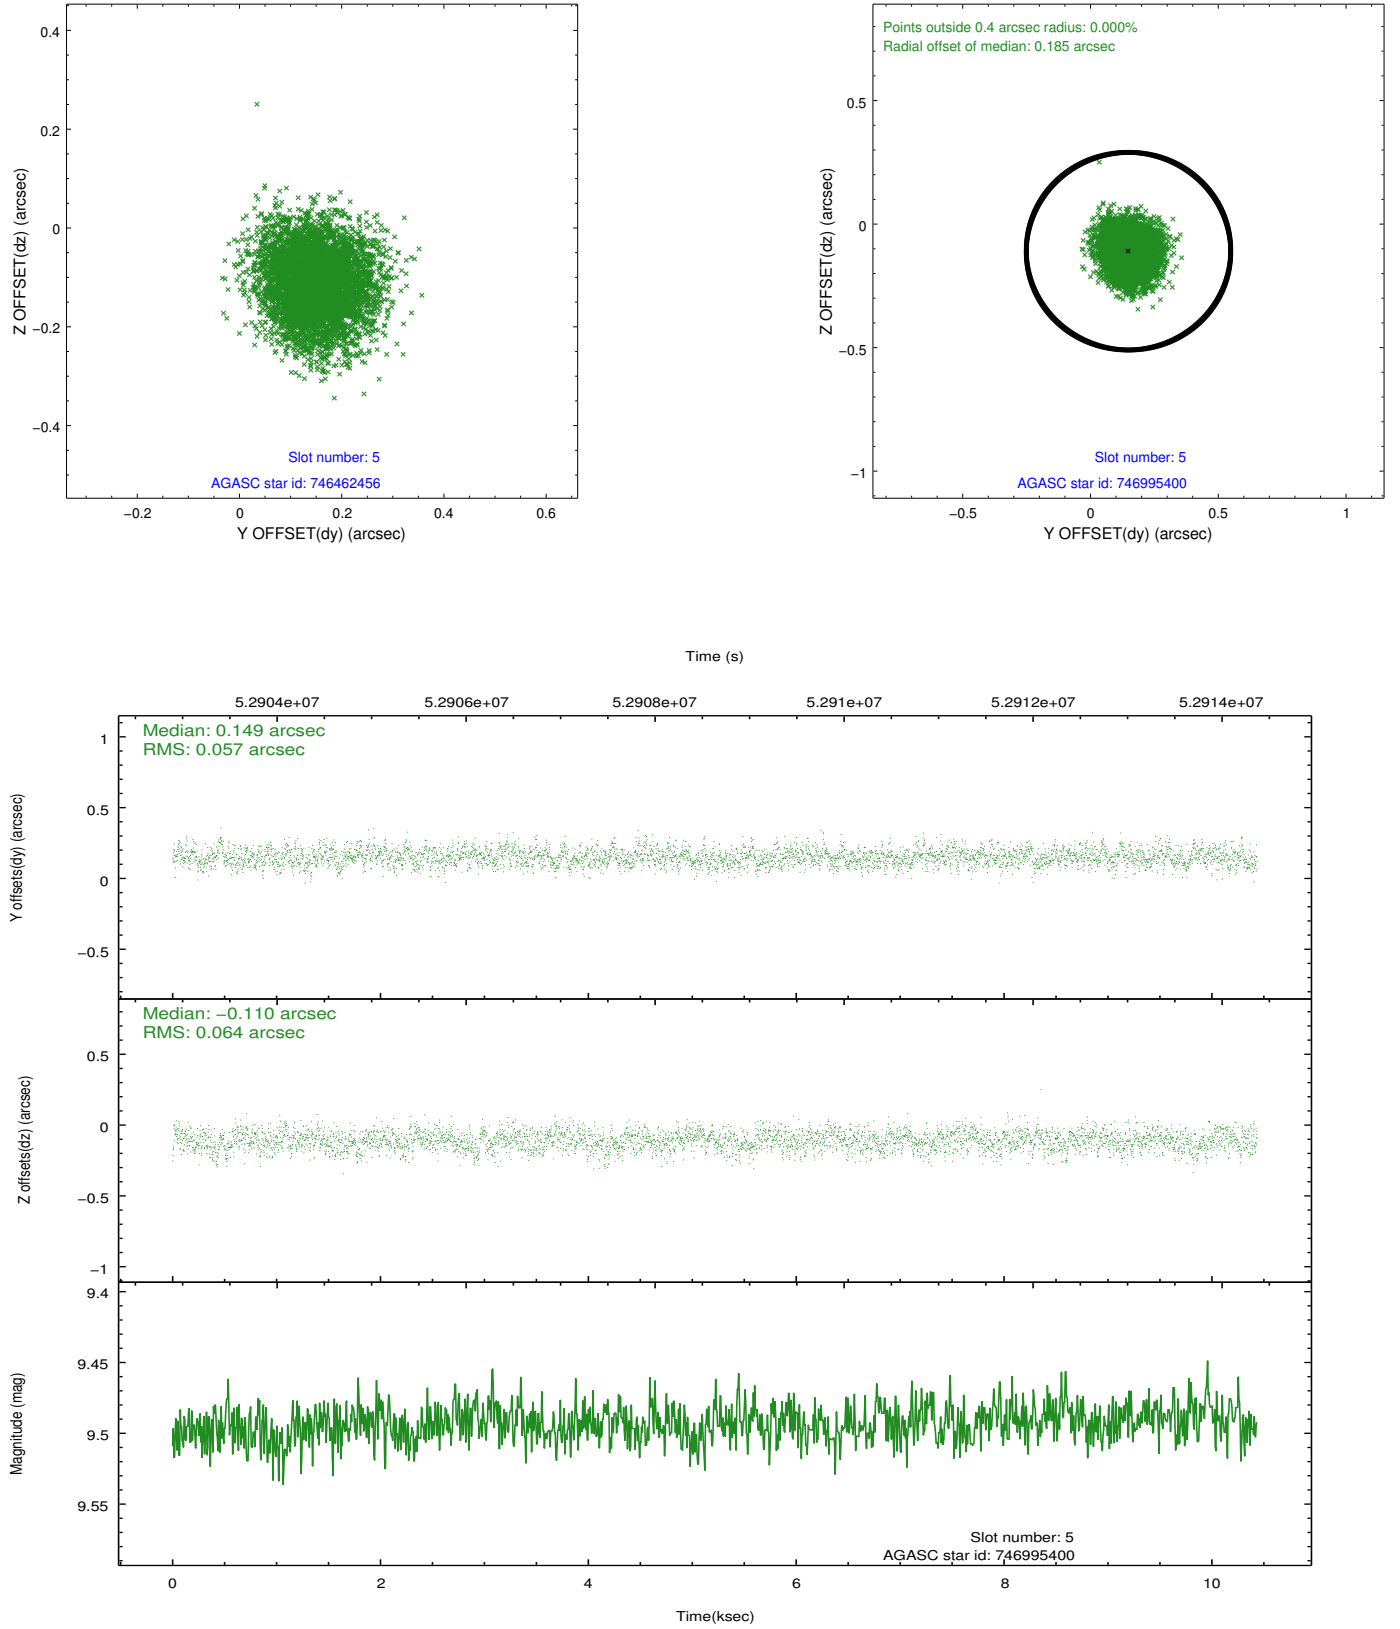 0.4
0.2
0
−0.2
−0.4
Z OFFSET(dz) (arcsec)
Slot number: 5
AGASC star id: 746462456
−0.2 0 0.2 0.4 0.6
Y OFFSET(dy) (arcsec)
Points outside 0.4 arcsec radius: 0.000%
Radial offset of median: 0.185 arcsec
0.5
0
−0.5
−1
Z OFFSET(dz) (arcsec)
Slot number: 5
AGASC star id: 746995400
−0.5 0 0.5 1
Y OFFSET(dy) (arcsec)
Time (s)
5.2904e+07 5.2906e+07 5.2908e+07 5.291e+07 5.2912e+07 5.2914e+07
Median: 0.149 arcsec
RMS: 0.057 arcsec
1
0.5
0
−0.5
Y offsets(dy) (arcsec)
Median: −0.110 arcsec
RMS: 0.064 arcsec
0.5
0
−0.5
−1
Z offsets(dz) (arcsec)
9.4
9.45
9.5
9.55
Magnitude (mag)
Slot number: 5
AGASC star id: 746995400
0 2 4 6 8 10
Time(ksec)